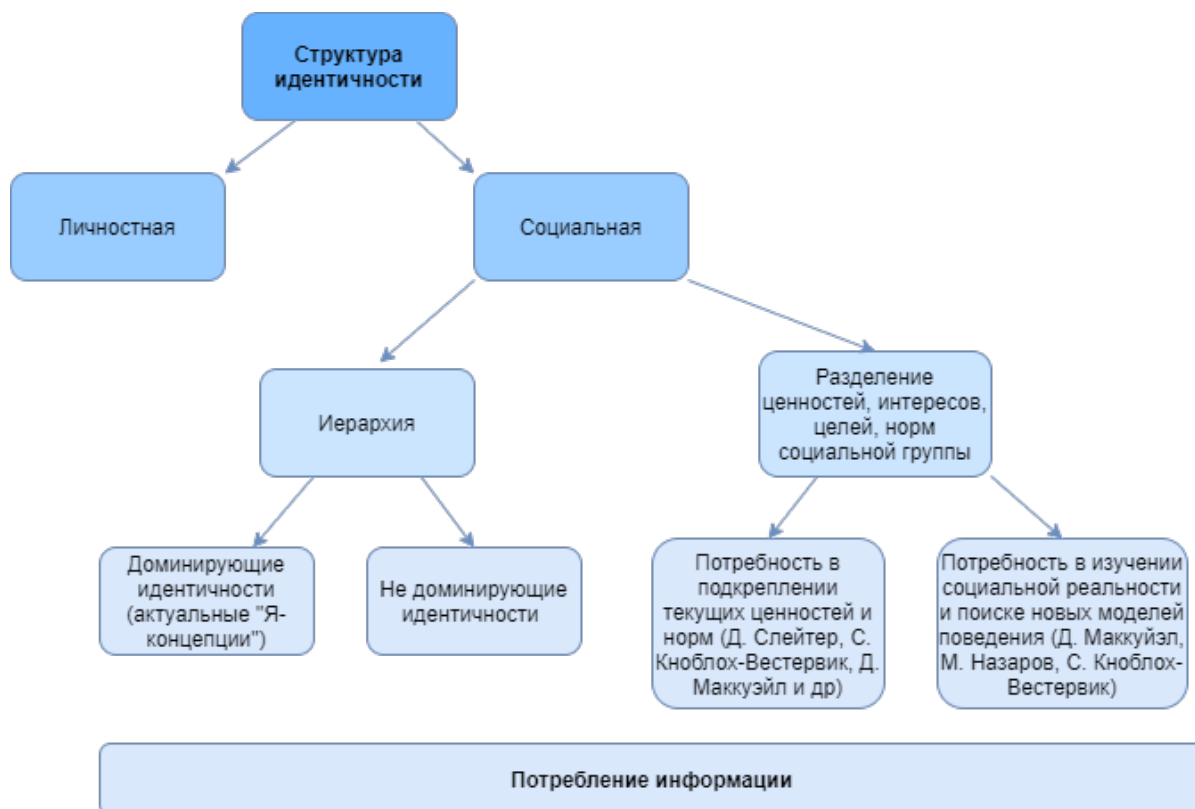 Структура
идентичности
Личностная
Социальная
Иерархия
Разделение
ценностей, интересов,
целей, норм
социальной группы
Доминирующие
идентичности
(актуальные "Я-
концепции")
Не доминирующие
идентичности
Потребность в
подкреплении
текущих ценностей и
норм (Д. Слейтер, С.
Кноблох-Вестервик, Д.
Маккуэйл и др)
Потребность в изучении
социальной реальности
и поиске новых моделей
поведения (Д. Маккуйэл,
М. Назаров, С. Кноблох-
Вестервик)
Потребление информации